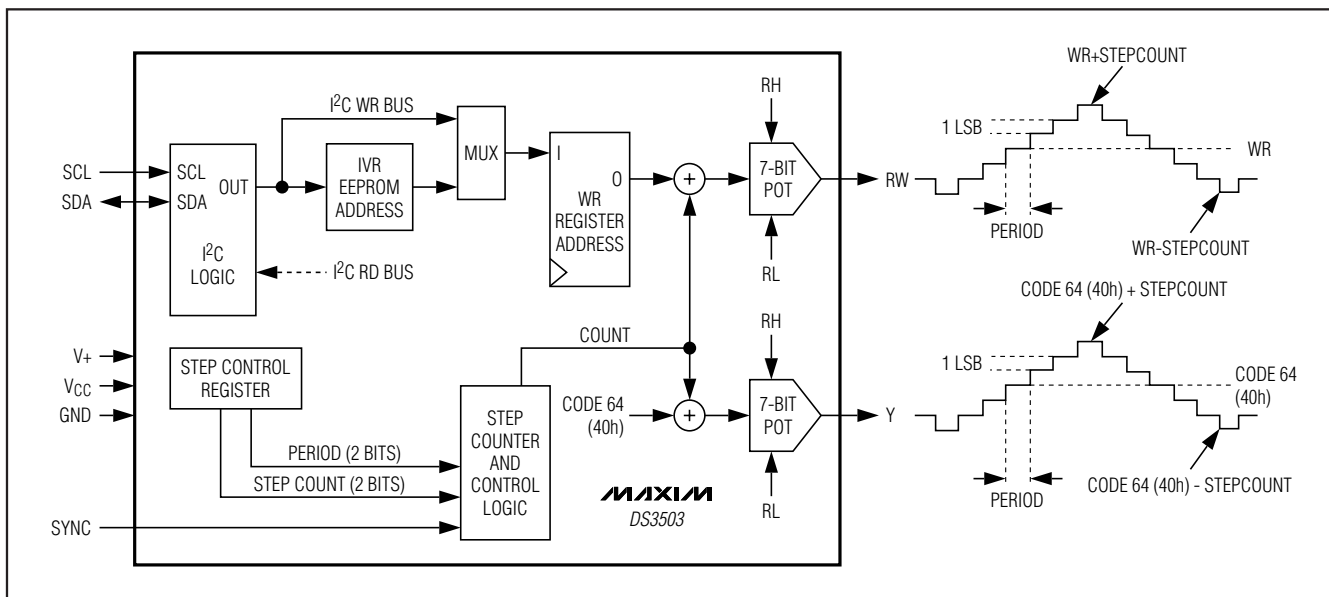 SCL
SDA
V+
VCC
GND
SYNC
SCL
SDA
OUT
I²C
LOGIC
I²C WR BUS
IVR
EEPROM
ADDRESS
I²C RD BUS
MUX
I
O
WR
REGISTER
ADDRESS
RH
7-BIT
POT
RL
RW
STEP CONTROL
REGISTER
PERIOD (2 BITS)
STEP COUNT (2 BITS)
COUNT
STEP
COUNTER
AND
CONTROL
LOGIC
CODE 64
(40h)
RH
7-BIT
POT
RL
Y
MAXIM
DS3503
WR+STEPCOUNT
1 LSB
WR
PERIOD
WR-STEPCOUNT
CODE 64 (40h) + STEPCOUNT
1 LSB
CODE 64
(40h)
PERIOD
CODE 64 (40h) - STEPCOUNT